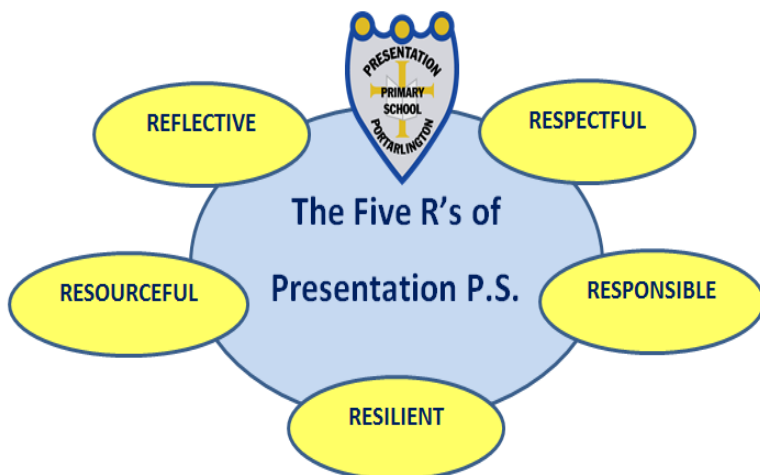 PRESENTATION
PRIMARY
SCHOOL
PORTARLINGTON
REFLECTIVE
RESPECTFUL
The Five R's of
Presentation P.S.
RESOURCEFUL
RESPONSIBLE
RESILIENT